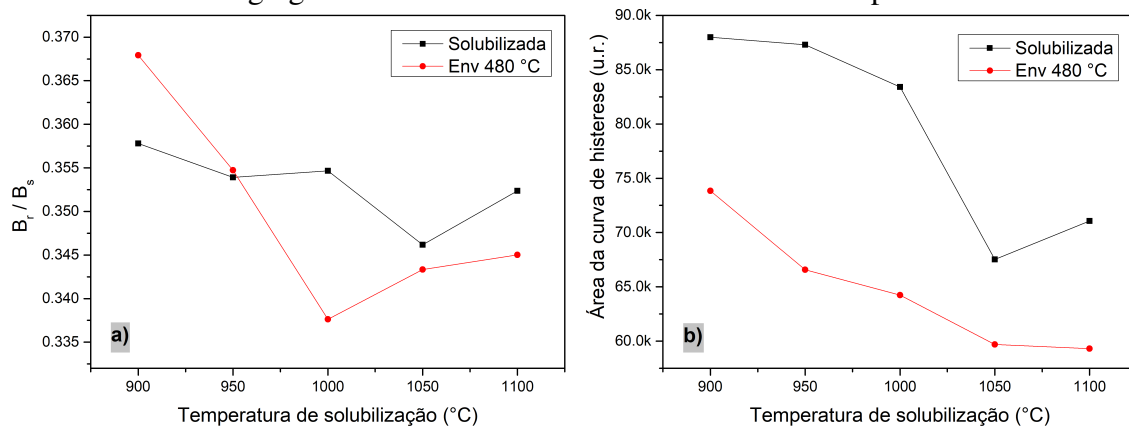 0.370
0.365
0.360
0.355
0.350
0.345
0.340
0.335
B_r / B_s
Solubilizada
Env 480 °C
a)
900 950 1000 1050 1100
Temperatura de solubilização (°C)
90.0k
85.0k
80.0k
75.0k
70.0k
65.0k
60.0k
Área da curva de histerese (u.r.)
Solubilizada
Env 480 °C
b)
900 950 1000 1050 1100
Temperatura de solubilização (°C)